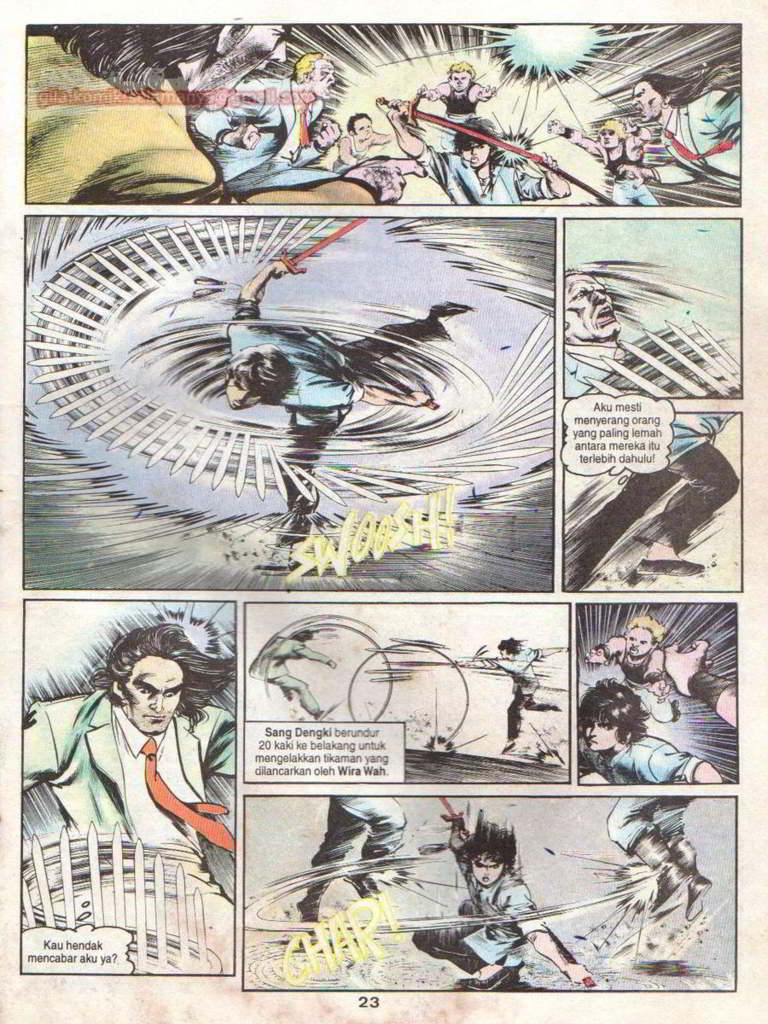 SWOOSH!!
Aku mesti
menyerang orang
yang paling lemah
antara mereka itu
terlebih dahulu!
Kau hendak
mencabar aku ya?
Sang Dengki berundur
20 kaki ke belakang untuk
mengelakkan tikaman yang
dilancarkan oleh Wira Wah.
CHAP!
23